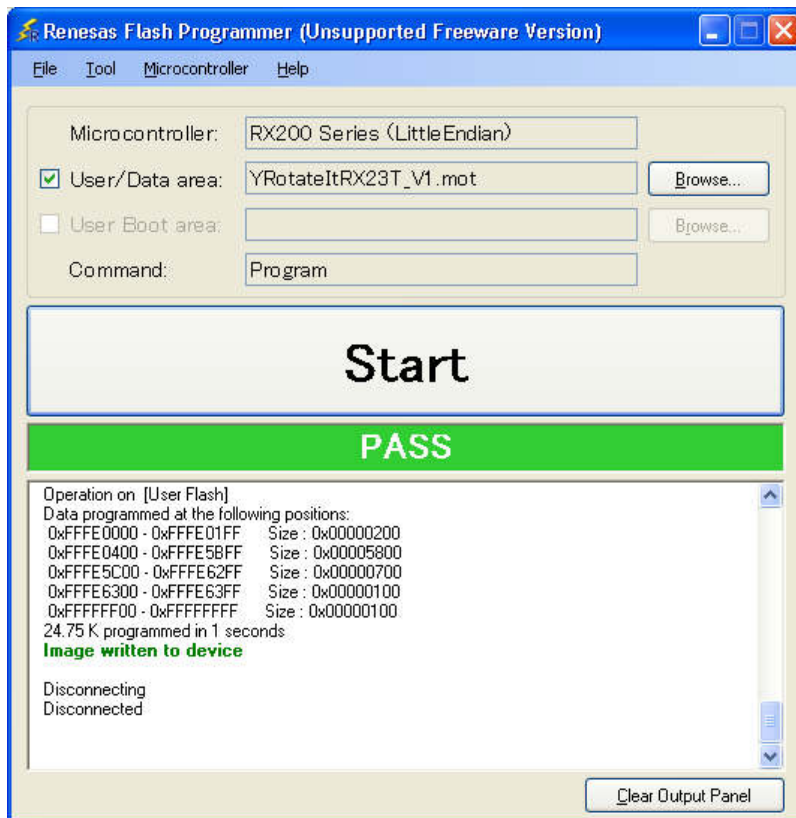 Renesas Flash Programmer (Unsupported Freeware Version)
File Tool Microcontroller Help
Microcontroller: RX200 Series (LittleEndian)
User/Data area: YRotateItRX23T_V1.mot Browse...
User Boot area: Browse...
Command: Program
Start
PASS
Operation on [User Flash]
Data programmed at the following positions:
0xFFFE0000 - 0xFFFE01FF Size : 0x00000200
0xFFFE0400 - 0xFFFE5BFF Size : 0x00005800
0xFFFE5C00 - 0xFFFE62FF Size : 0x00000700
0xFFFE6300 - 0xFFFE63FF Size : 0x00000100
0xFFFFFF00 - 0xFFFFFFFF Size : 0x00000100
24.75 K programmed in 1 seconds
Image written to device
Disconnecting
Disconnected
Clear Output Panel